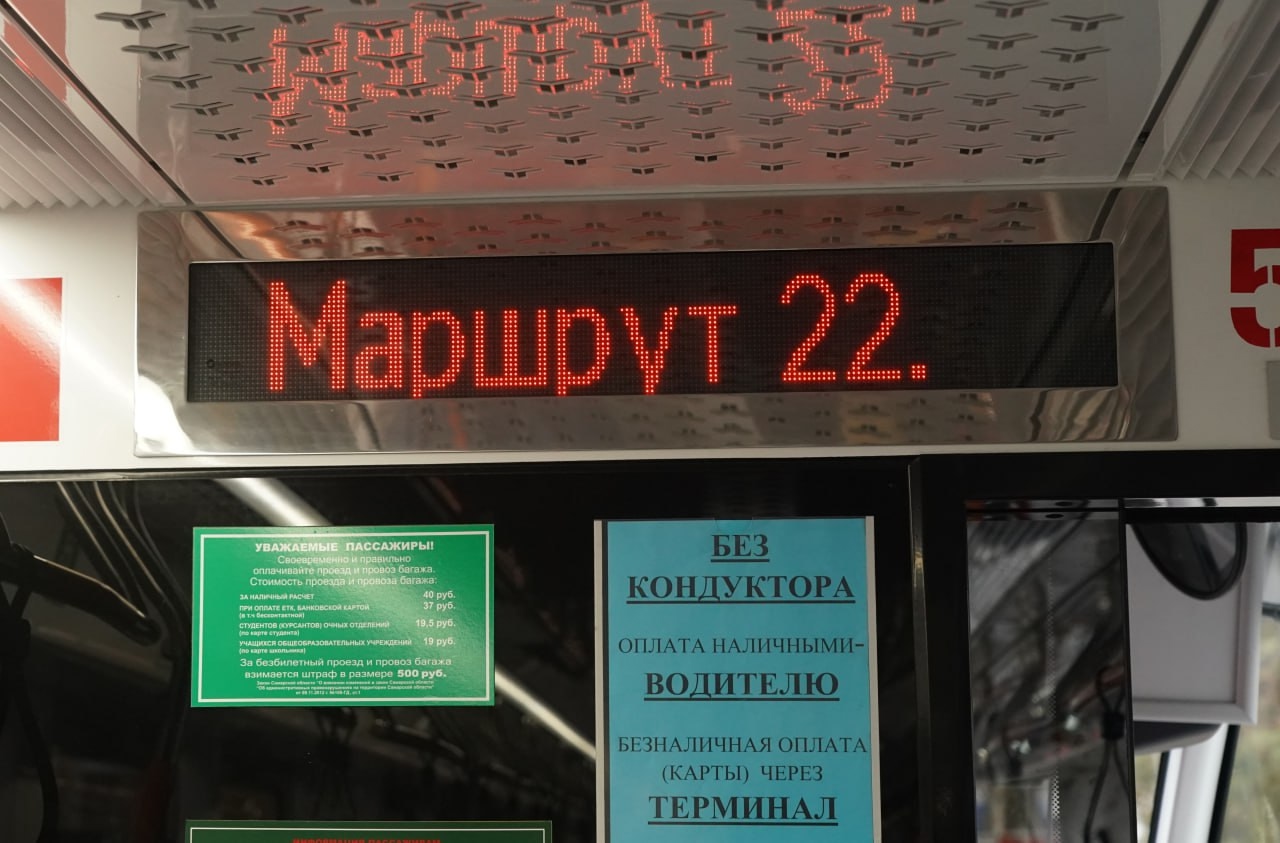 Маршрут 22.
5
УВАЖАЕМЫЕ ПАССАЖИРЫ!
Своевременно и правильно
оплачивайте проезд и провоз багажа.
Стоимость проезда и провоза багажа:
ЗА НАЛИЧНЫЙ РАСЧЕТ 40 руб.
ПРИ ОПЛАТЕ ЕТК, БАНКОВСКОЙ КАРТОЙ 37 руб.
(в т.ч бесконтактной)
СТУДЕНТОВ (КУРСАНТОВ) ОЧНЫХ ОТДЕЛЕНИЙ 19,5 руб.
(по карте студента)
УЧАЩИХСЯ ОБЩЕОБРАЗОВАТЕЛЬНЫХ УЧРЕЖДЕНИЙ 19 руб.
(по карте школьника)
За безбилетный проезд и провоз багажа
взимается штраф в размере 500 руб.
БЕЗ
КОНДУКТОРА
ОПЛАТА НАЛИЧНЫМИ-
ВОДИТЕЛЮ
БЕЗНАЛИЧНАЯ ОПЛАТА
(КАРТЫ) ЧЕРЕЗ
ТЕРМИНАЛ